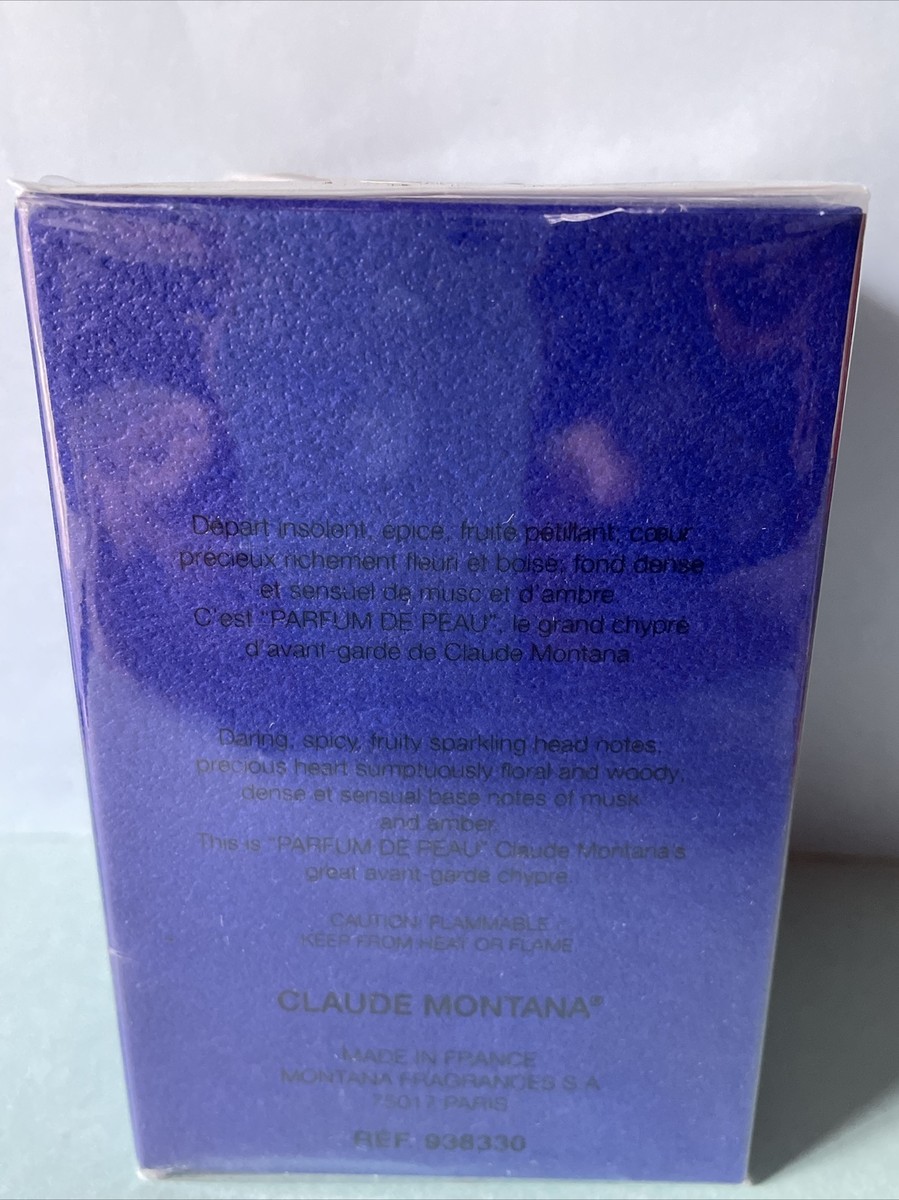 Départ insolent, épicé, fruité pétillant, cœur
précieux richement fleuri et boisé, fond dense
et sensuel de musc et d'ambre.
C'est "PARFUM DE PEAU", le grand chypre
d'avant-garde de Claude Montana.
Daring, spicy, fruity sparkling head notes,
precious heart sumptuously floral and woody,
dense et sensual base notes of musk
and amber.
This is "PARFUM DE PEAU" Claude Montana's
great avant-garde chypre.
CAUTION: FLAMMABLE
KEEP FROM HEAT OR FLAME
CLAUDE MONTANA®
MADE IN FRANCE
MONTANA FRAGRANCES S.A
75017 PARIS
RÉF. 938330